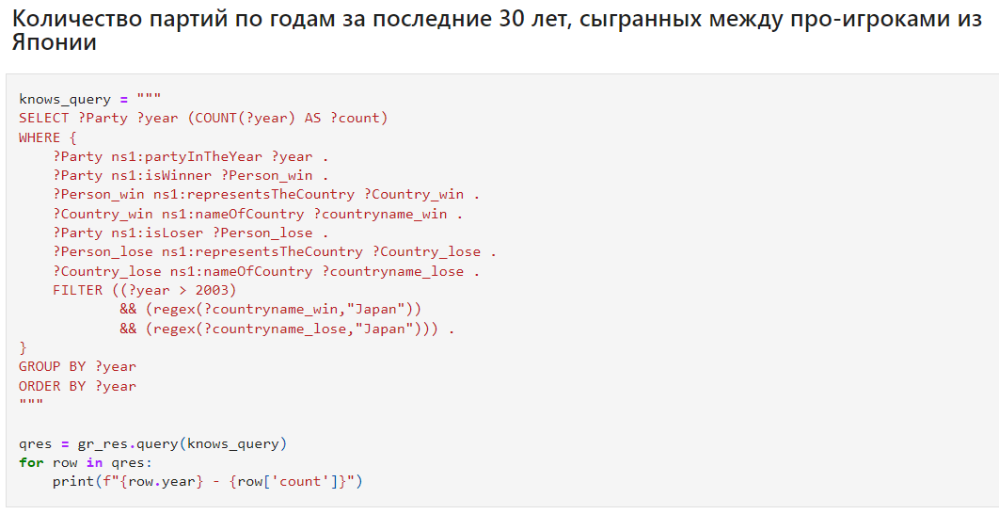 Количество партий по годам за последние 30 лет, сыгранных между про-игроками из
Японии
knows_query = """
SELECT ?Party ?year (COUNT(?year) AS ?count)
WHERE {
    ?Party ns1:partyInTheYear ?year .
    ?Party ns1:isWinner ?Person_win .
    ?Person_win ns1:representsTheCountry ?Country_win .
    ?Country_win ns1:nameOfCountry ?countryname_win .
    ?Party ns1:isLoser ?Person_lose .
    ?Person_lose ns1:representsTheCountry ?Country_lose .
    ?Country_lose ns1:nameOfCountry ?countryname_lose .
    FILTER ((?year > 2003)
            && (regex(?countryname_win,"Japan"))
            && (regex(?countryname_lose,"Japan"))) .
}
GROUP BY ?year
ORDER BY ?year
"""
qres = gr_res.query(knows_query)
for row in qres:
    print(f"{row.year} - {row['count']}")